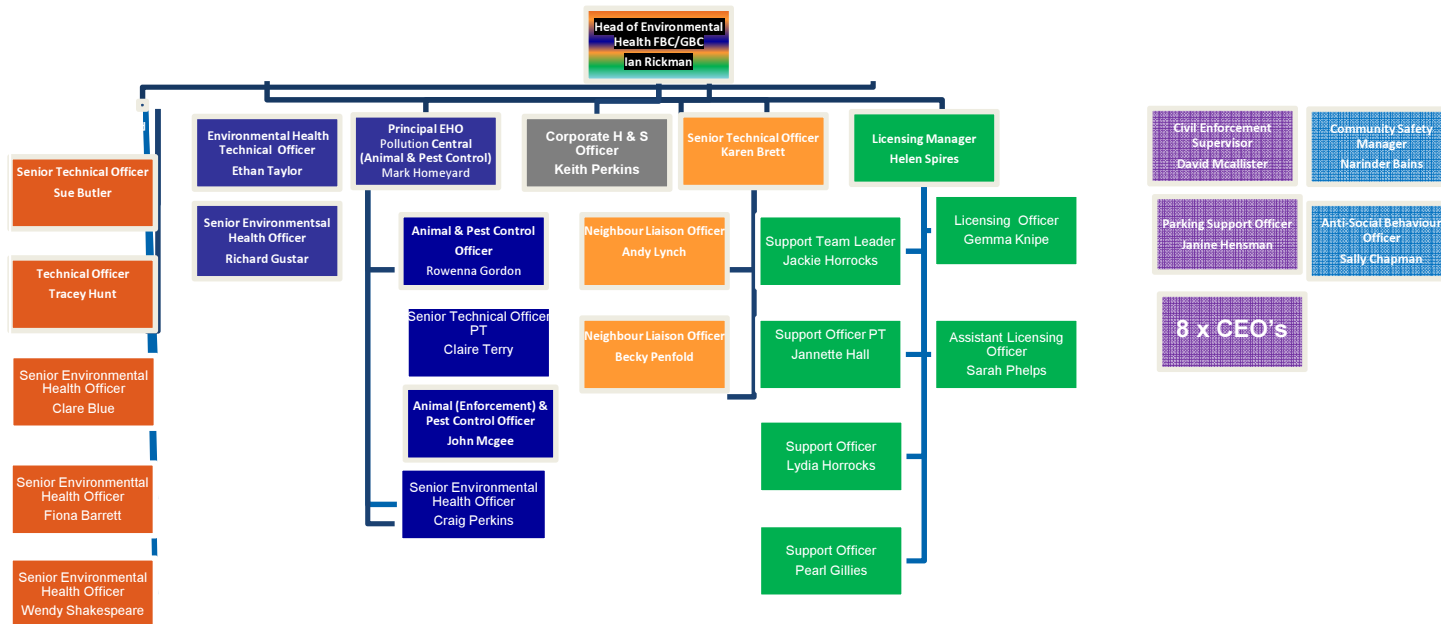 Head of Environmental
Health FBC/GBC
Ian Rickman
Senior Technical Officer
Sue Butler
Technical Officer
Tracey Hunt
Senior Environmental
Health Officer
Clare Blue
Senior Environmenttal
Health Officer
Fiona Barrett
Senior Environmental
Health Officer
Wendy Shakespeare
Environmental Health
Technical Officer
Ethan Taylor
Senior Environmentsal
Health Officer
Richard Gustar
Principal EHO
Pollution Central
(Animal & Pest Control)
Mark Homeyard
Animal & Pest Control
Officer
Rowenna Gordon
Senior Technical Officer
PT
Claire Terry
Animal (Enforcement) &
Pest Control Officer
John Mcgee
Senior Environmental
Health Officer
Craig Perkins
Corporate H & S
Officer
Keith Perkins
Senior Technical Officer
Karen Brett
Neighbour Liaison Officer
Andy Lynch
Neighbour Liaison Officer
Becky Penfold
Licensing Manager
Helen Spires
Support Team Leader
Jackie Horrocks
Support Officer PT
Jannette Hall
Support Officer
Lydia Horrocks
Support Officer
Pearl Gillies
Licensing Officer
Gemma Knipe
Assistant Licensing
Officer
Sarah Phelps
Civil Enforcement
Supervisor
David Mcallister
Parking Support Officer
Janine Hensman
8 x CEO's
Community Safety
Manager
Narinder Bains
Anti-Social Behaviour
Officer
Sally Chapman